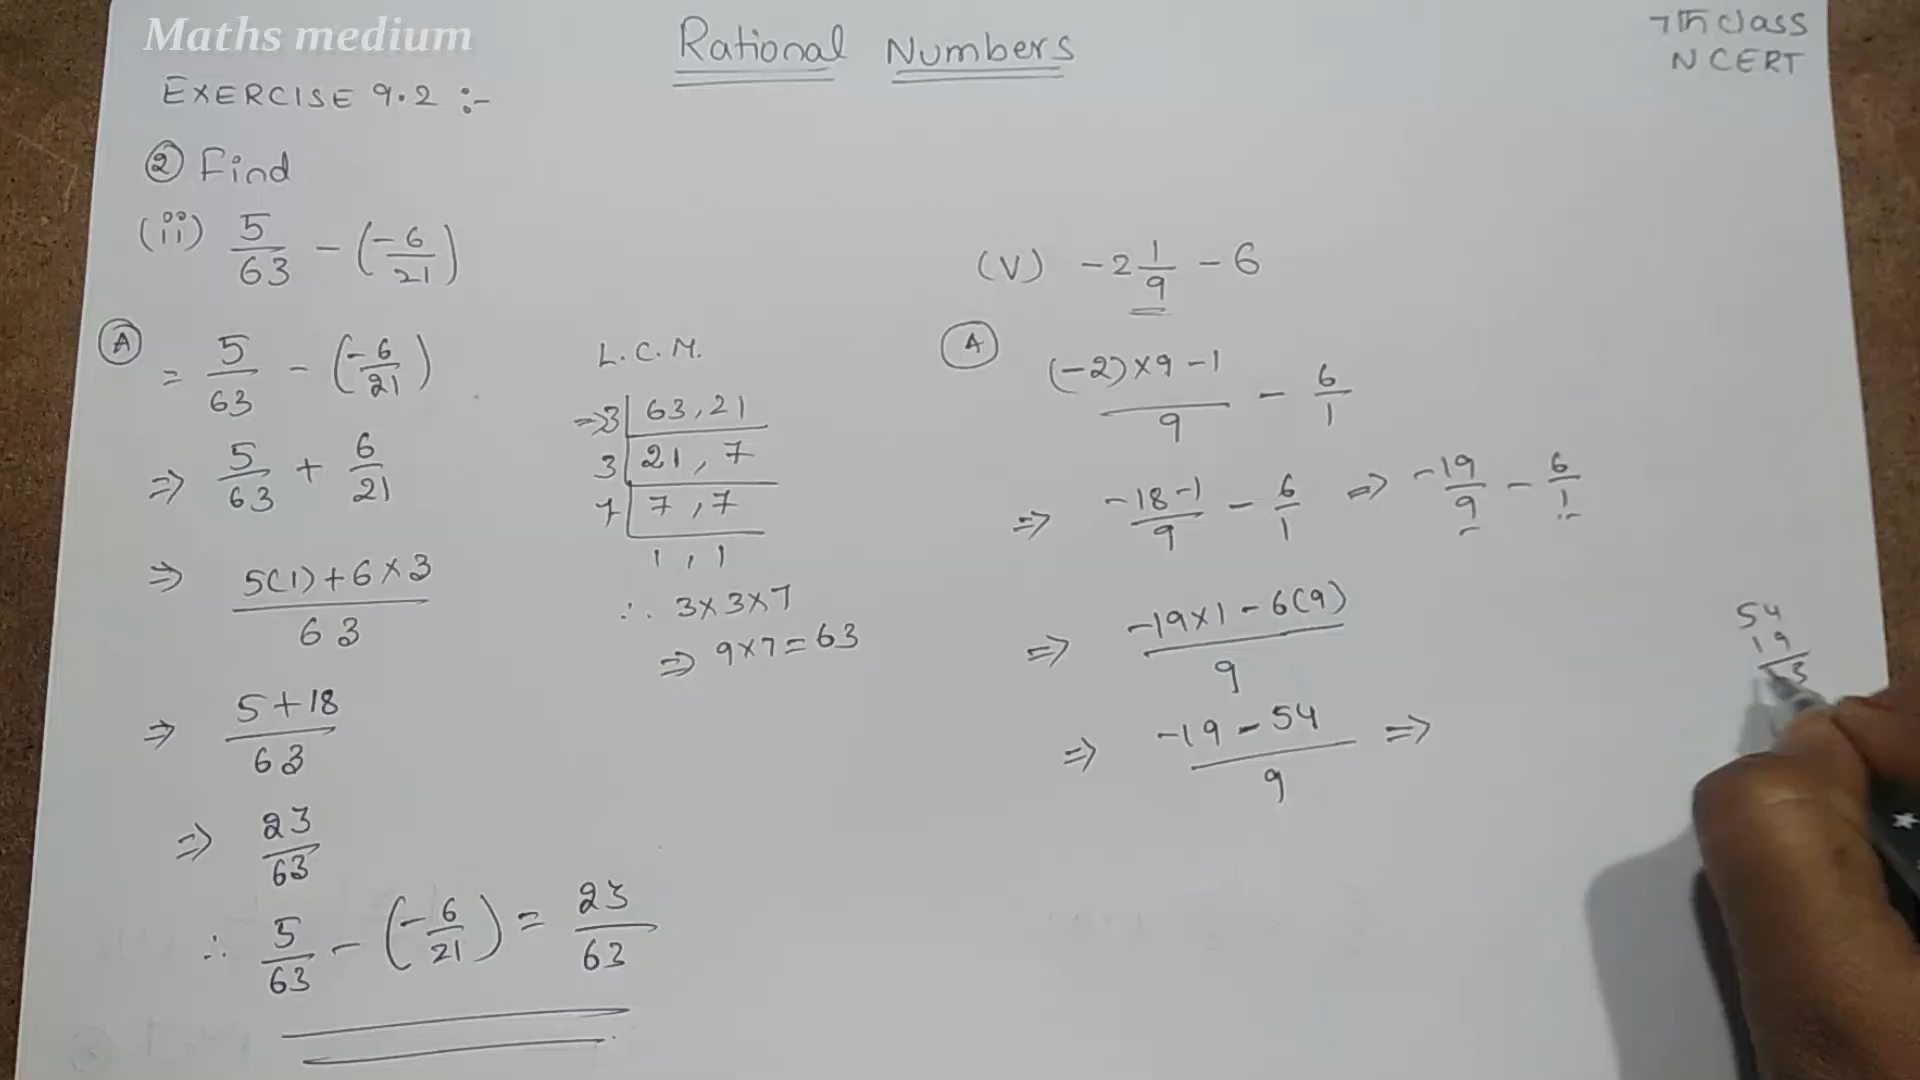 Maths medium
Rational Numbers
7th class
NCERT
EXERCISE 9.2 :-
② Find
(ii) 5/63 - (-6/21)
Ⓐ = 5/63 - (-6/21)
⇒ 5/63 + 6/21
⇒ 5(1)+6×3/63
⇒ 5+18/63
⇒ 23/63
∴ 5/63 - (-6/21) = 23/63
L.C.M.
⇒ 3 | 63, 21
3 | 21, 7
7 | 7, 7
1, 1
∴ 3×3×7
⇒ 9×7=63
(V) -2 1/9 - 6
Ⓐ (-2)×9-1/9 - 6/1
⇒ -18-1/9 - 6/1 ⇒ -19/9 - 6/1
⇒ -19×1-6(9)/9
⇒ -19-54/9 ⇒
54
19
3